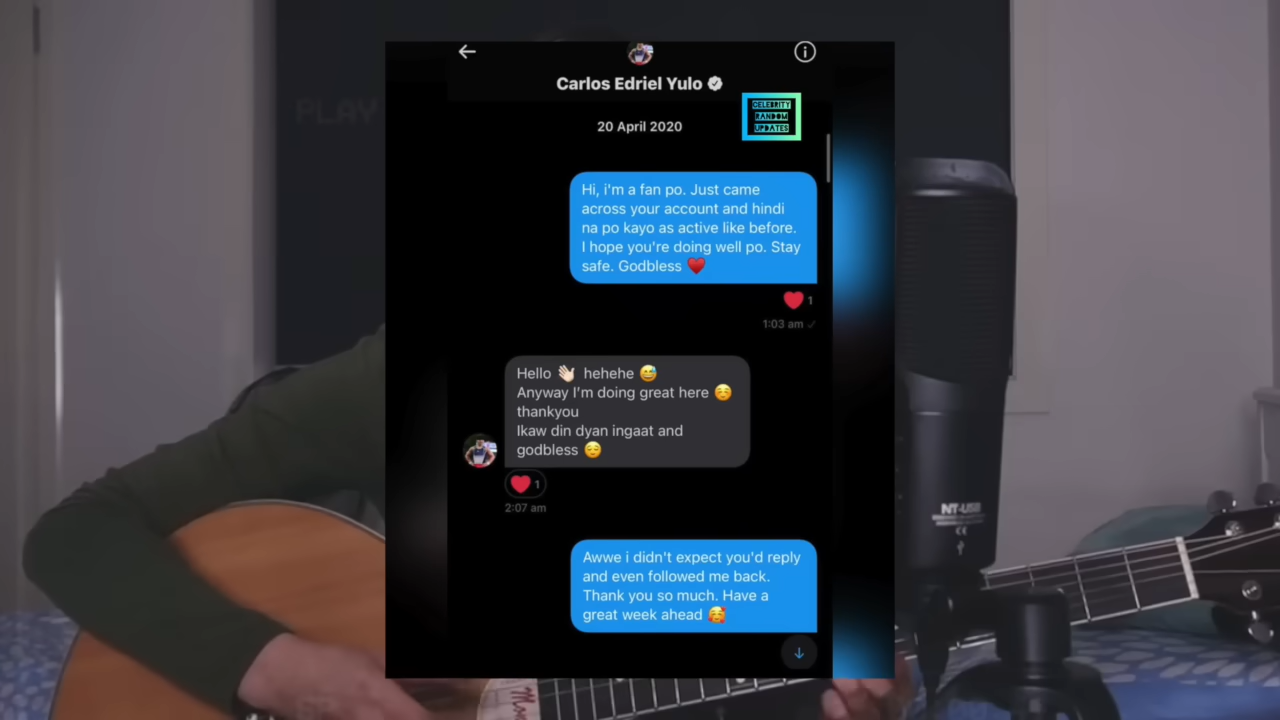 PLAY
Carlos Edriel Yulo
CELEBRITY
RANDOM
UPDATES
20 April 2020
Hi, i'm a fan po. Just came
across your account and hindi
na po kayo as active like before.
I hope you're doing well po. Stay
safe. Godbless ❤️
❤️ 1
1:03 am ✓
Hello 👋🏻 hehehe 😅
Anyway I'm doing great here ☺️
thankyou
Ikaw din dyan ingaat and
godbless 😌
❤️ 1
2:07 am
Awwe i didn't expect you'd reply
and even followed me back.
Thank you so much. Have a
great week ahead 🥰
NT-USB
CE